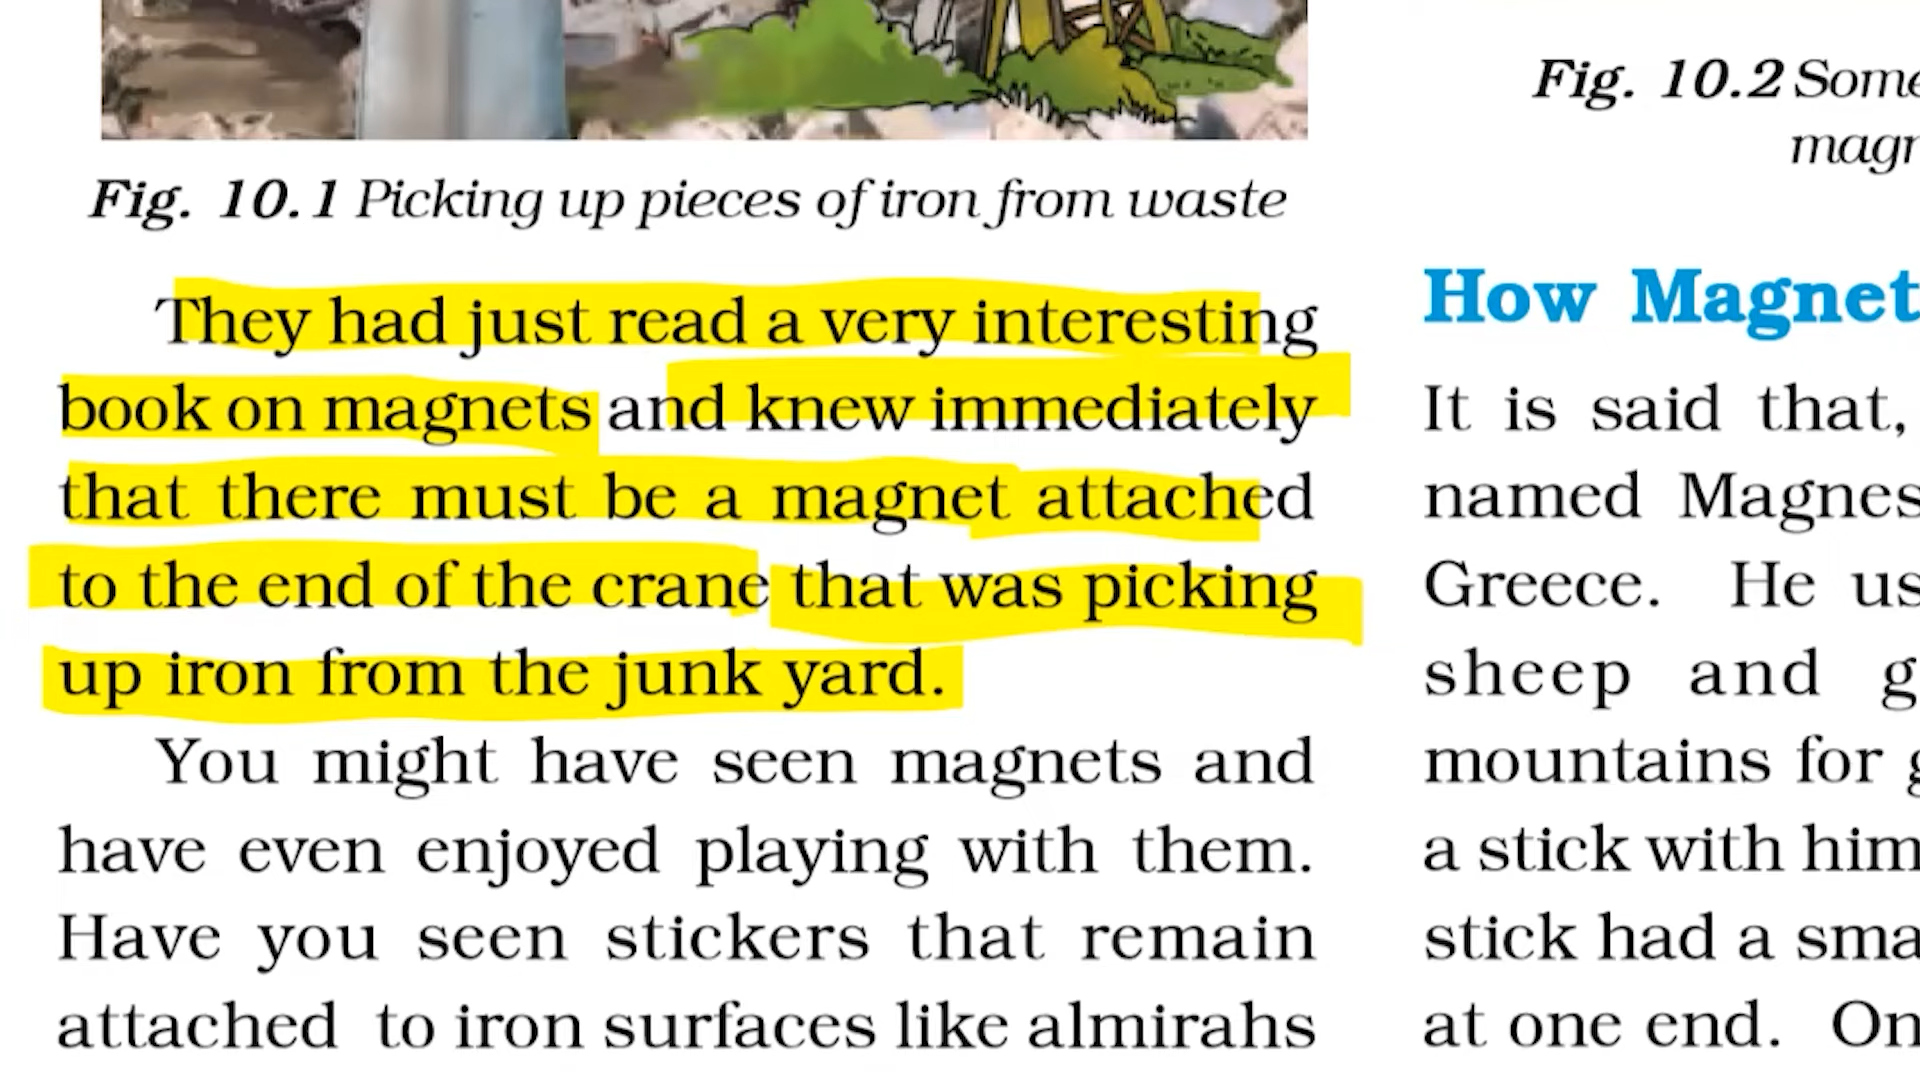 Fig. 10.1 Picking up pieces of iron from waste
They had just read a very interesting
book on magnets and knew immediately
that there must be a magnet attached
to the end of the crane that was picking
up iron from the junk yard.
You might have seen magnets and
have even enjoyed playing with them.
Have you seen stickers that remain
attached to iron surfaces like almirahs
Fig. 10.2 Some
magn
How Magnet
It is said that,
named Magnes
Greece. He us
sheep and g
mountains for g
a stick with him
stick had a sma
at one end. On